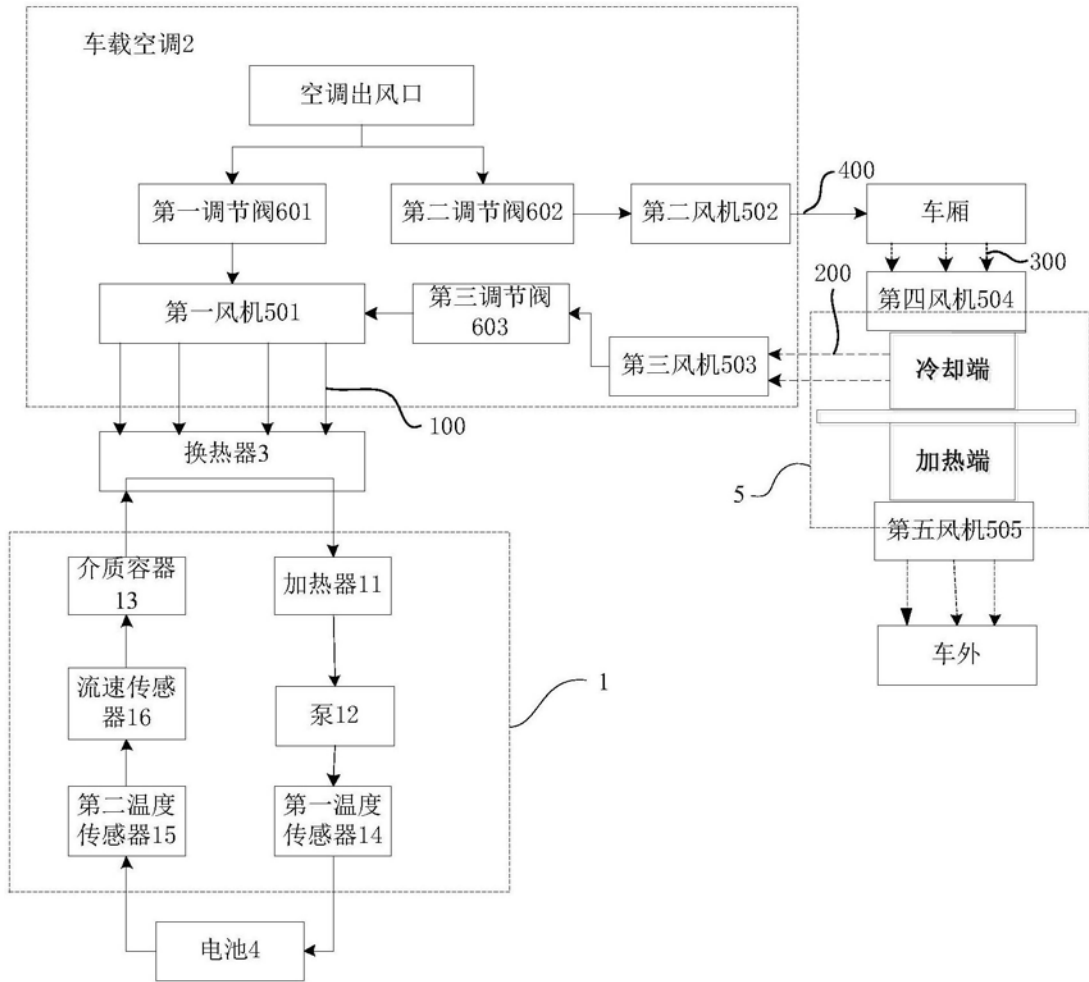 车载空调2
空调出风口
第一调节阀601
第二调节阀602
第二风机502
400
车厢
300
第一风机501
第三调节阀
603
第三风机503
200
第四风机504
冷却端
加热端
5
第五风机505
车外
100
换热器3
介质容器
13
加热器11
流速传感
器16
泵12
1
第二温度
传感器15
第一温度
传感器14
电池4